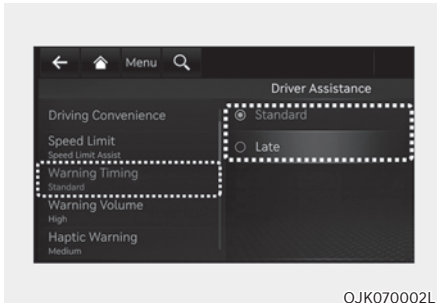 Menu
Driver Assistance
Driving Convenience
Speed Limit
Speed Limit Assist
Warning Timing
Standard
Warning Volume
High
Haptic Warning
Medium
Standard
Late
OJK070002L